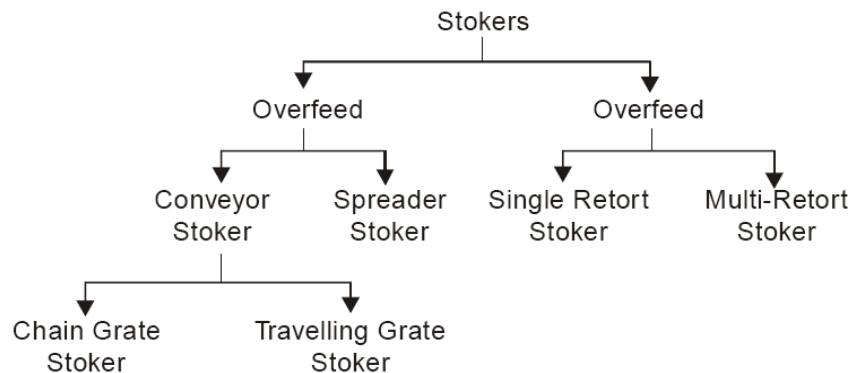 Stokers
Overfeed
Overfeed
Conveyor
Stoker
Spreader
Stoker
Single Retort
Stoker
Multi-Retort
Stoker
Chain Grate
Stoker
Travelling Grate
Stoker